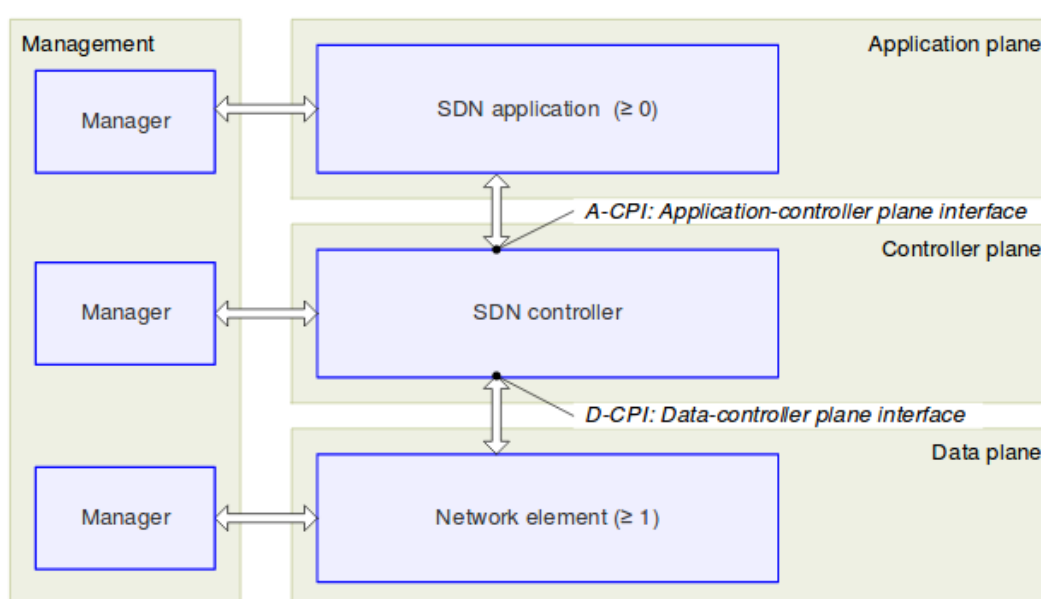 Management
Application plane
Manager
SDN application (≥ 0)
A-CPI: Application-controller plane interface
Controller plane
Manager
SDN controller
D-CPI: Data-controller plane interface
Data plane
Manager
Network element (≥ 1)